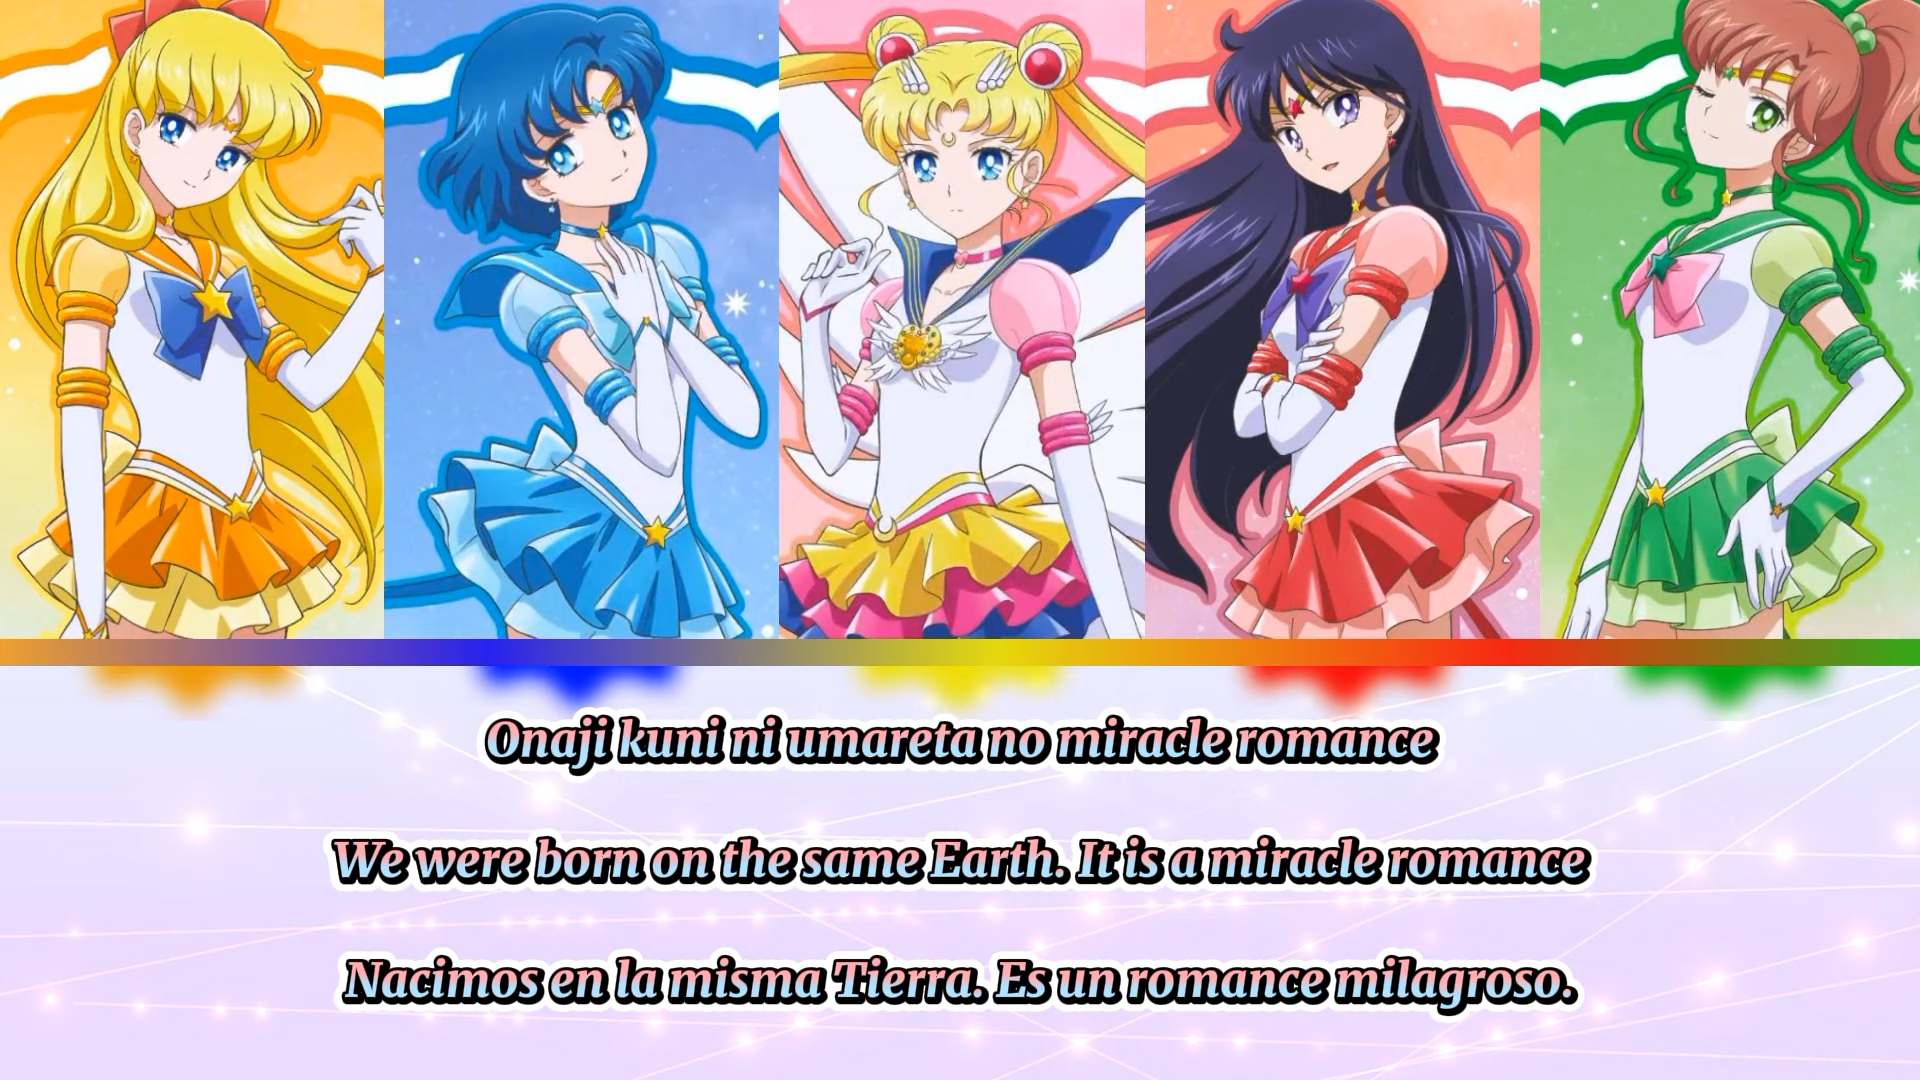 Onaji kuni ni umareta no miracle romance
We were born on the same Earth. It is a miracle romance
Nacimos en la misma Tierra. Es un romance milagroso.